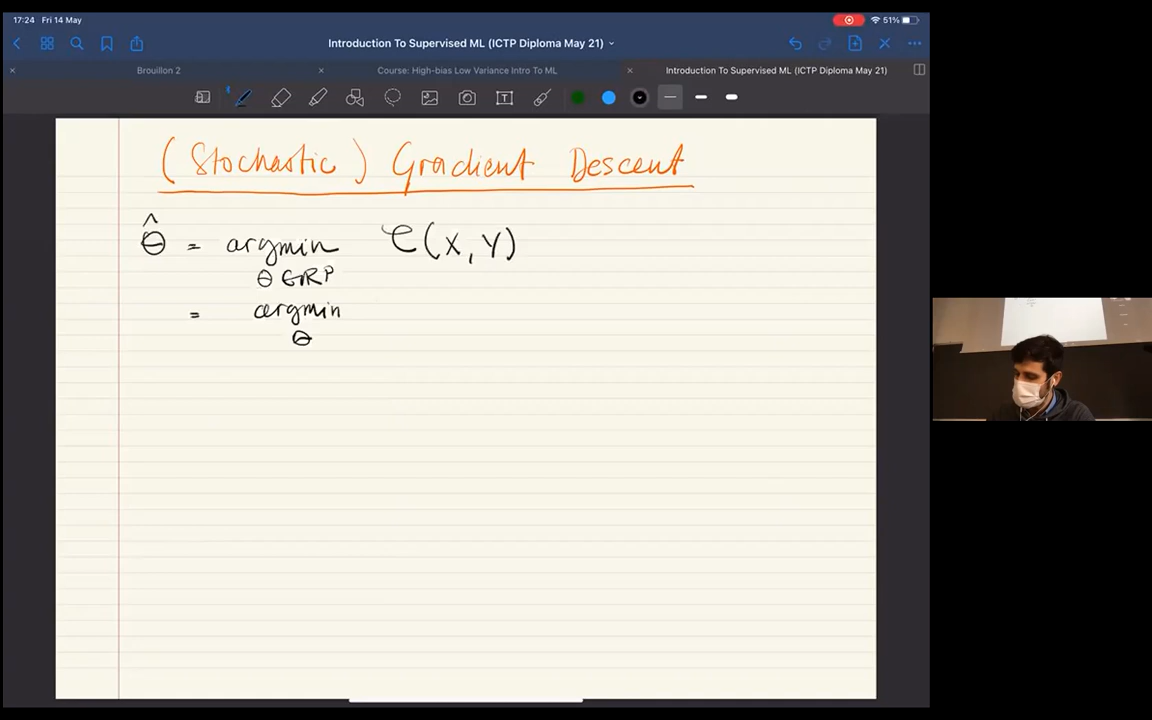 17:24 Fri 14 May
51%
Introduction To Supervised ML (ICTP Diploma May 21)
Brouillon 2
Course: High-bias Low Variance Intro To ML
Introduction To Supervised ML (ICTP Diploma May 21)
(Stochastic) Gradient Descent
θ̂ = argmin C(X, Y)
θ ∈ ℝᴾ
= argmin
θ